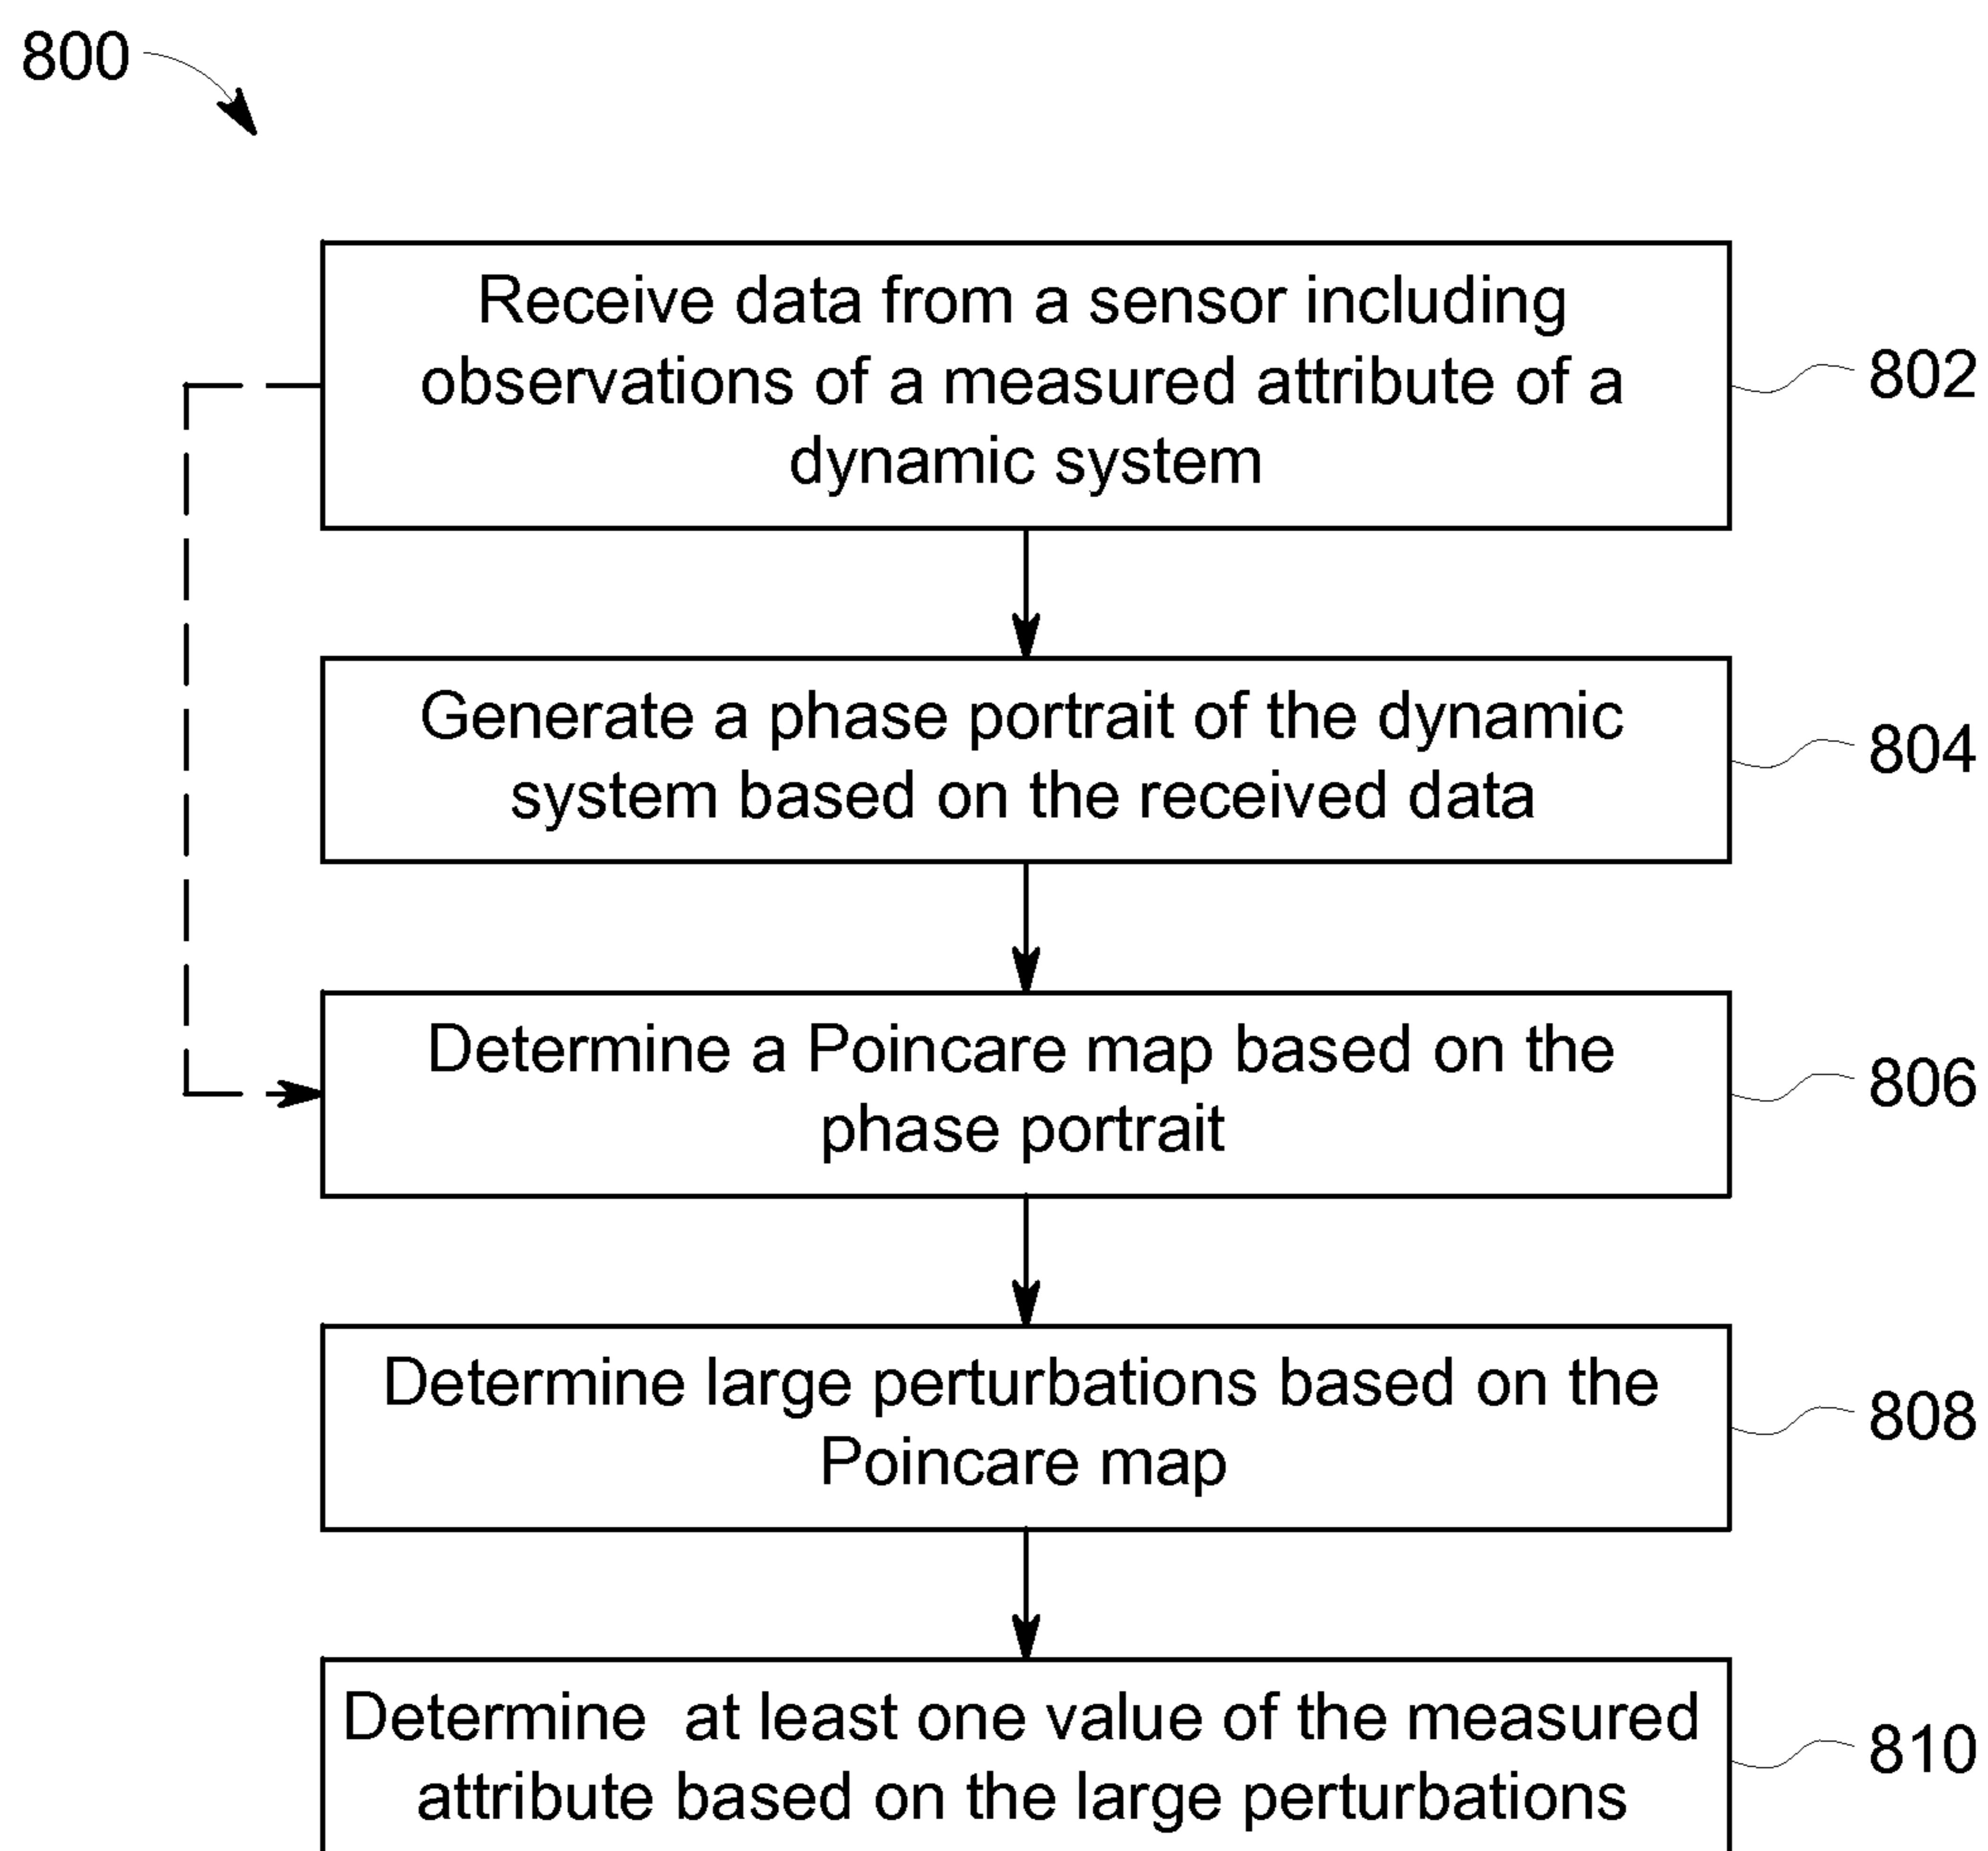 800
Receive data from a sensor including
observations of a measured attribute of a
dynamic system
802
Generate a phase portrait of the dynamic
system based on the received data
804
Determine a Poincare map based on the
phase portrait
806
Determine large perturbations based on the
Poincare map
808
Determine at least one value of the measured
attribute based on the large perturbations
810